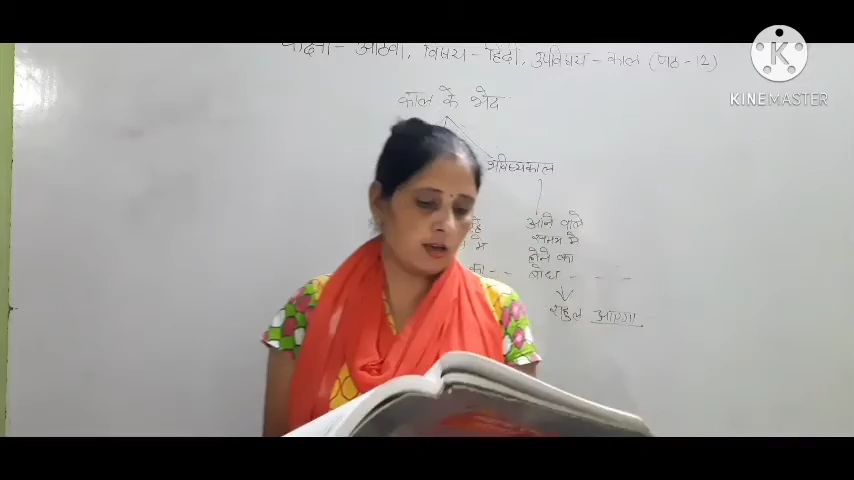 कक्षा - आठवी, विषय - हिंदी, उपविषय - काल (पाठ - 12)
KINEMASTER
काल के भेद
भविष्यकाल
आने वाले
समय मे
होने का
बोध - - -
राहुल आएगा